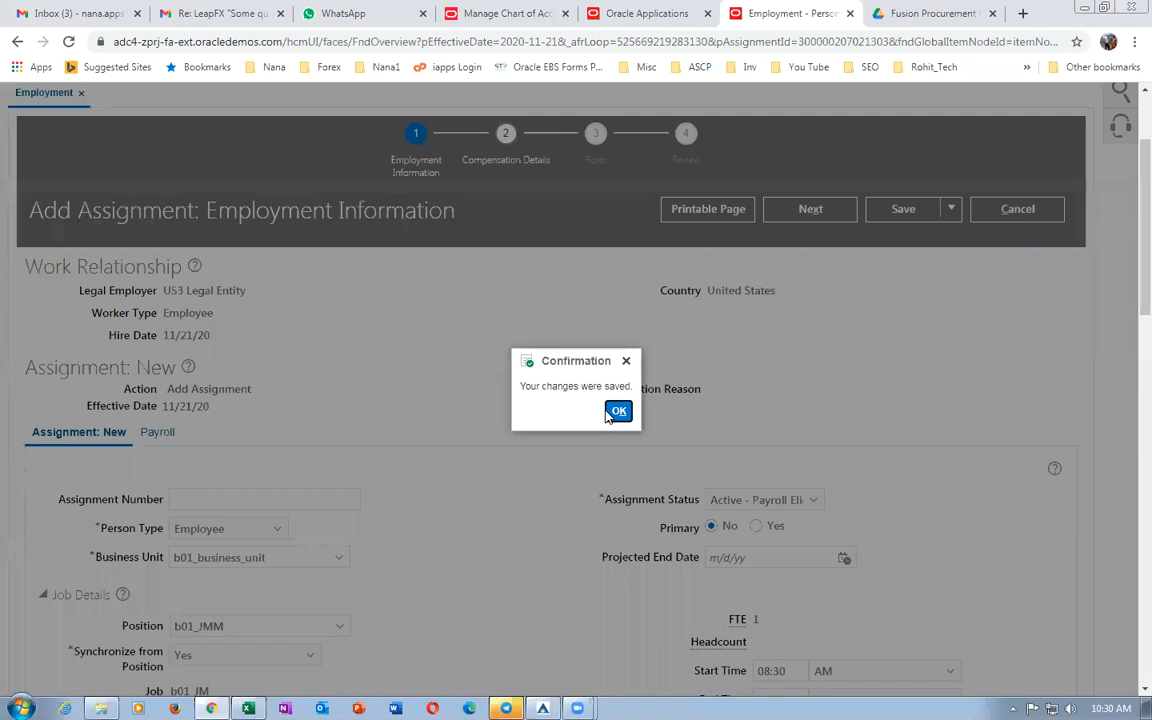 Inbox (3) - nana.apps
Re: LeapFX "Some qu
WhatsApp
Manage Chart of Acc
Oracle Applications
Employment - Person
Fusion Procurement
adc4-zprj-fa-ext.oracledemos.com/hcmUI/faces/FndOverview?pEffectiveDate=2020-11-21&_afrLoop=525669219283130&pAssignmentId=300000207021303&fndGlobalItemNodeId=itemNo...
Apps
Suggested Sites
Bookmarks
Nana
Forex
Nana1
iapps Login
Oracle EBS Forms P...
Misc
ASCP
Inv
You Tube
SEO
Rohit_Tech
»
Other bookmarks
Employment
1
2
3
4
Employment
Information
Compensation Details
Roles
Review
Add Assignment: Employment Information
Printable Page
Next
Save
Cancel
Work Relationship
Legal Employer US3 Legal Entity
Country United States
Worker Type Employee
Hire Date 11/21/20
Assignment: New
Action Add Assignment
Effective Date 11/21/20
Confirmation
Your changes were saved.
OK
Reason
Assignment: New
Payroll
Assignment Number
*Assignment Status Active - Payroll Eli
*Person Type Employee
Primary No Yes
*Business Unit b01_business_unit
Projected End Date m/d/yy
Job Details
FTE 1
Position b01_JMM
Headcount
*Synchronize from
Position
Yes
Start Time 08:30 AM
Job b01_JM
10:30 AM